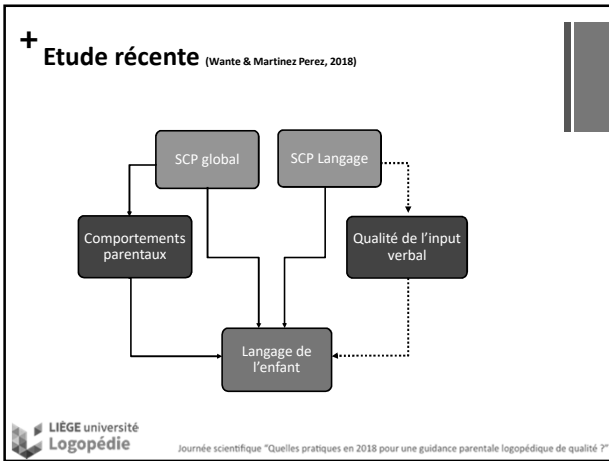 +
Etude récente (Wante & Martinez Perez, 2018)
SCP global
SCP Langage
Comportements
parentaux
Qualité de l'input
verbal
Langage de
l'enfant
LIÈGE université
Logopédie
Journée scientifique "Quelles pratiques en 2018 pour une guidance parentale logopédique de qualité ?"